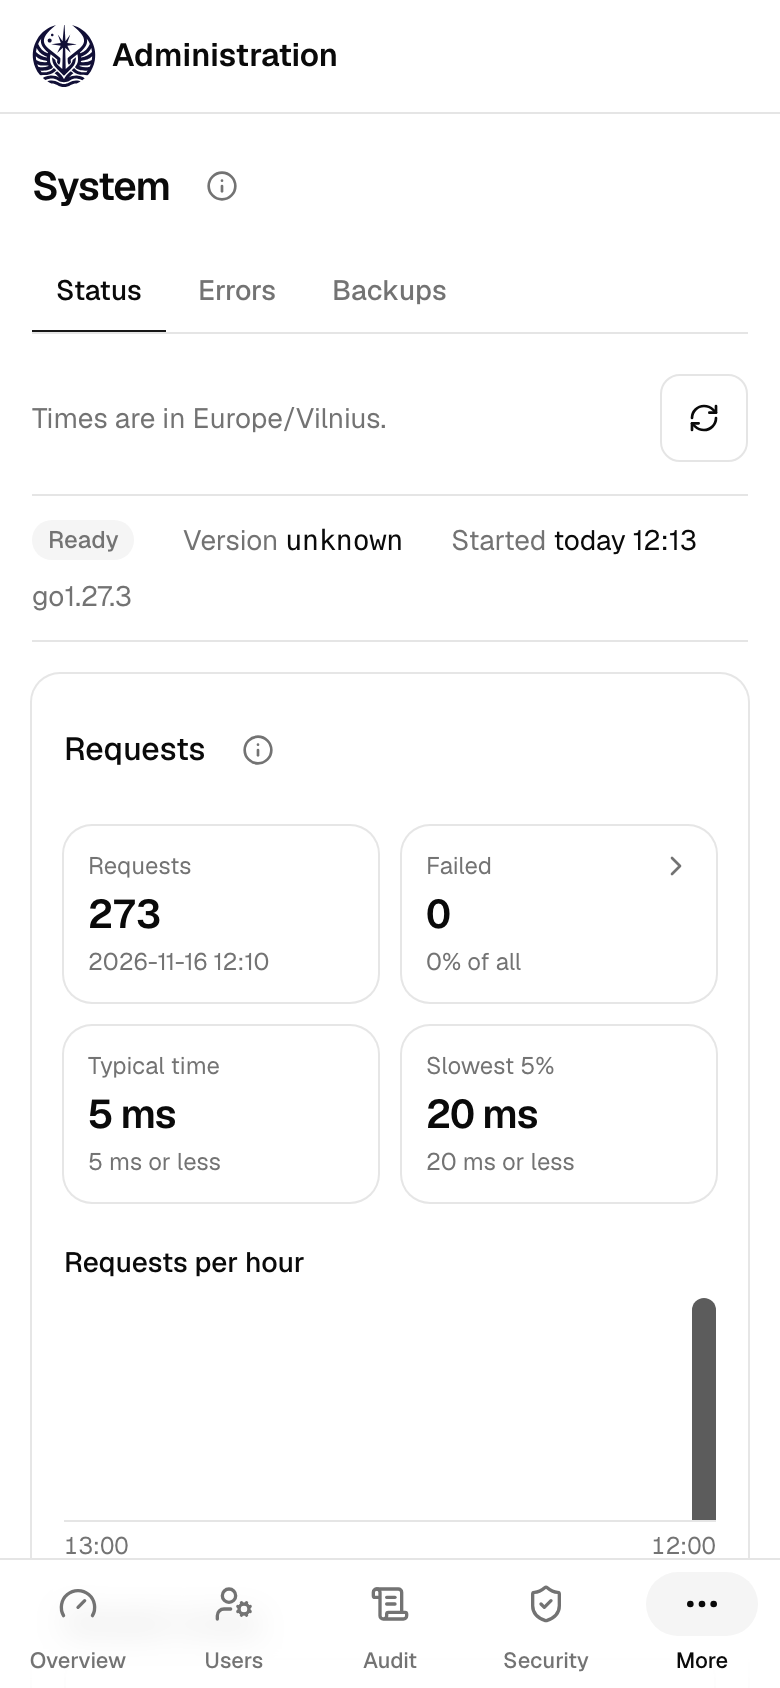 Administration
System
Status Errors Backups
Times are in Europe/Vilnius.
Ready Version unknown Started today 12:13
go1.27.3
Requests
Requests Failed
273 0
2026-11-16 12:10 0% of all
Typical time Slowest 5%
5 ms 20 ms
5 ms or less 20 ms or less
Requests per hour
13:00 12:00
Overview Users Audit Security More